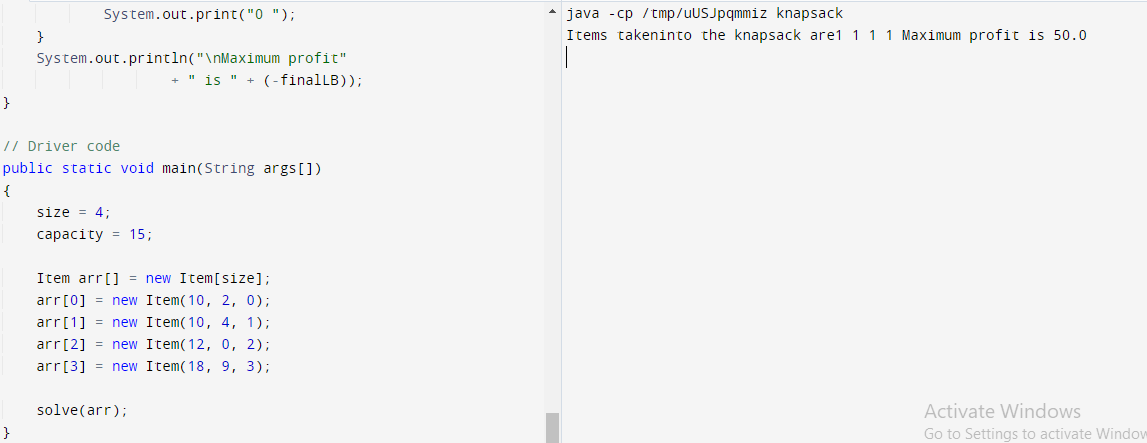 System.out.print("0 ");
}
System.out.println("\nMaximum profit"
+ " is " + (-finalLB));
}
// Driver code
public static void main(String args[])
{
size = 4;
capacity = 15;
Item arr[] = new Item[size];
arr[0] = new Item(10, 2, 0);
arr[1] = new Item(10, 4, 1);
arr[2] = new Item(12, 0, 2);
arr[3] = new Item(18, 9, 3);
solve(arr);
}
java -cp /tmp/uUSJpqmmiz knapsack
Items takeninto the knapsack are1 1 1 1 Maximum profit is 50.0
Activate Windows
Go to Settings to activate Window